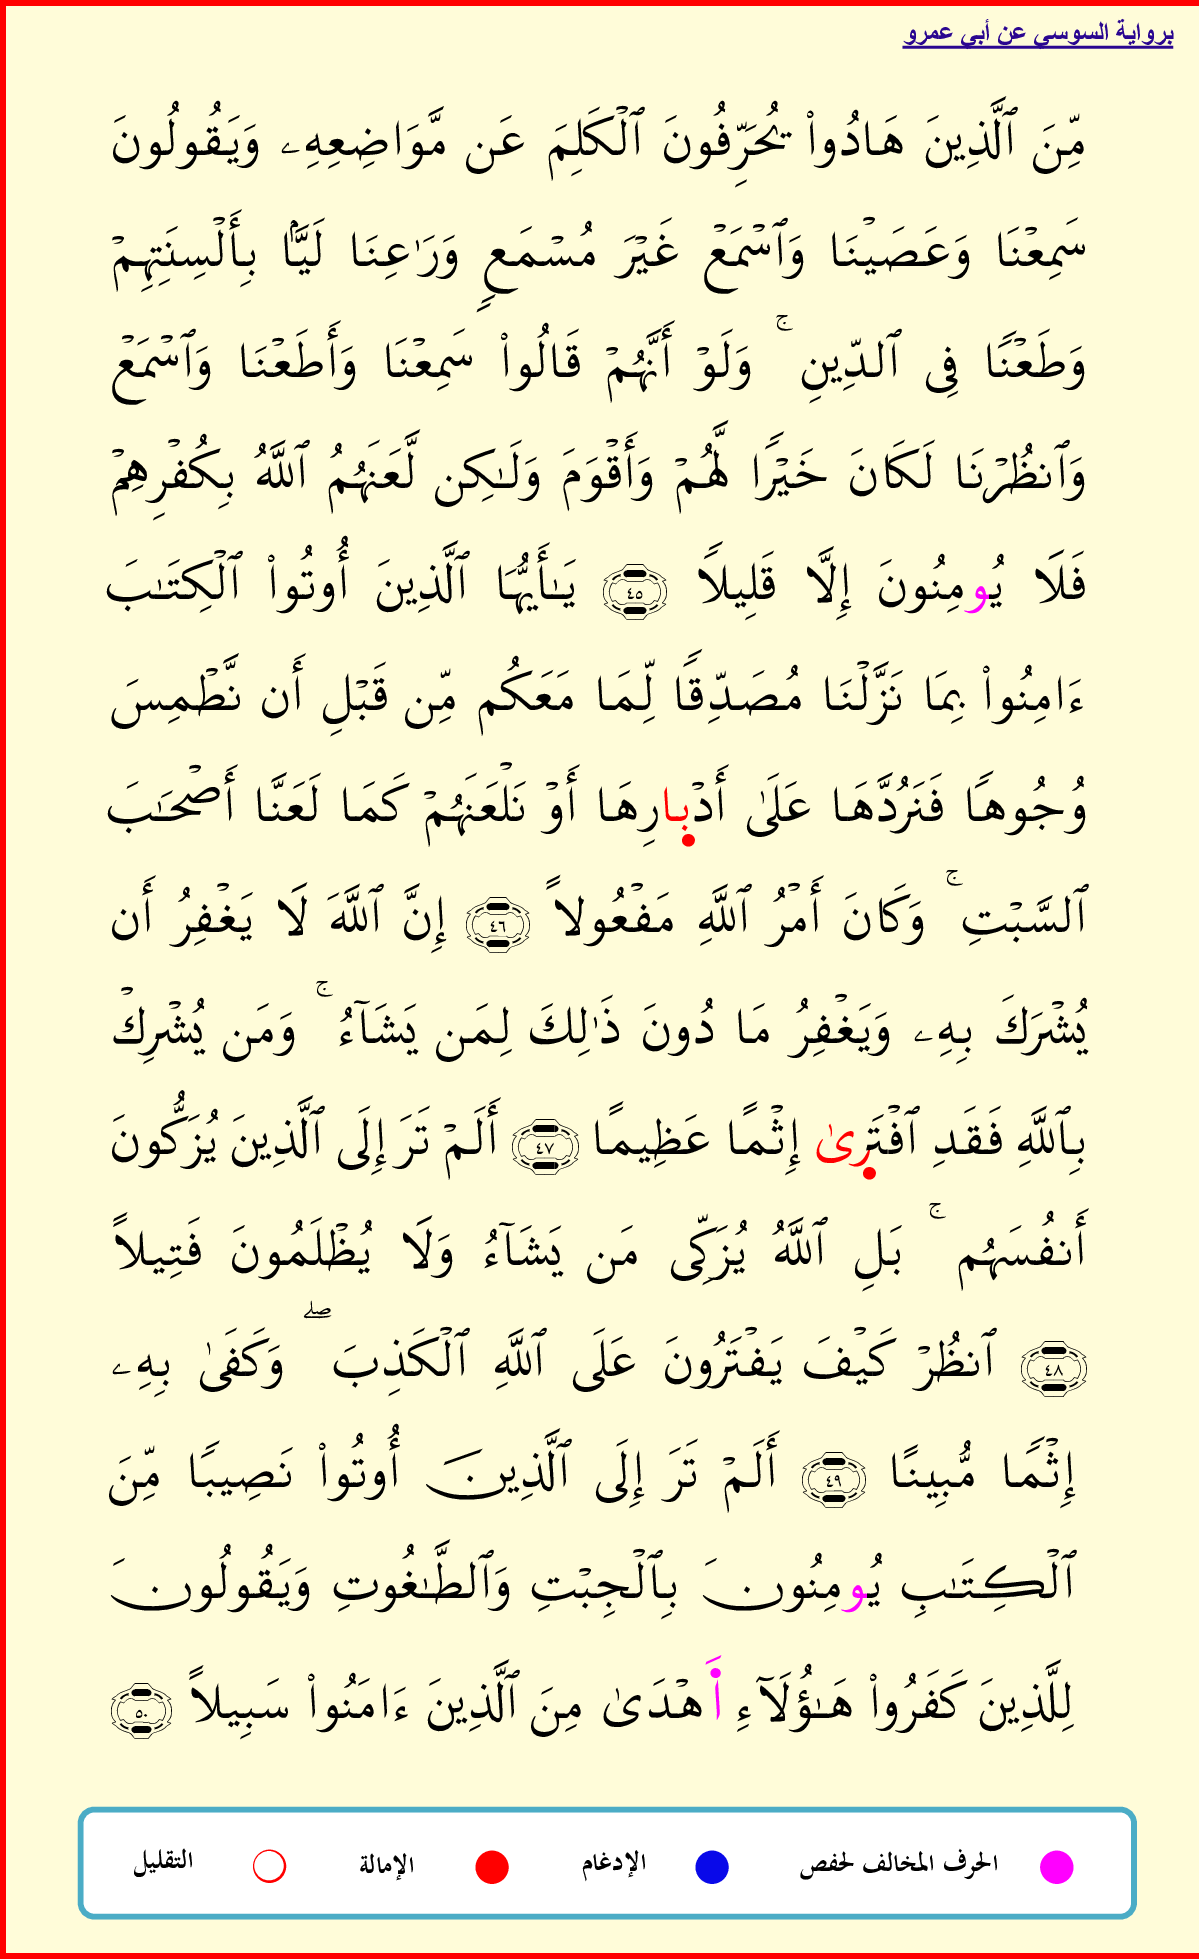 برواية السوسي عن أبي عمرو
مِّنَ ٱلَّذِينَ هَادُواْ يُحَرِّفُونَ ٱلۡكَلِمَ عَن مَّوَاضِعِهِۦ وَيَقُولُونَ
سَمِعۡنَا وَعَصَيۡنَا وَٱسۡمَعۡ غَيۡرَ مُسۡمَعٖ وَرَٰعِنَا لَيَّۢا بِأَلۡسِنَتِهِمۡ
وَطَعۡنٗا فِي ٱلدِّينِۚ وَلَوۡ أَنَّهُمۡ قَالُواْ سَمِعۡنَا وَأَطَعۡنَا وَٱسۡمَعۡ
وَٱنظُرۡنَا لَكَانَ خَيۡرٗا لَّهُمۡ وَأَقۡوَمَ وَلَٰكِن لَّعَنَهُمُ ٱللَّهُ بِكُفۡرِهِمۡ
فَلَا يُومِنُونَ إِلَّا قَلِيلٗا ٤٥ يَٰأَيُّهَا ٱلَّذِينَ أُوتُواْ ٱلۡكِتَٰبَ
ءَامِنُواْ بِمَا نَزَّلۡنَا مُصَدِّقٗا لِّمَا مَعَكُم مِّن قَبۡلِ أَن نَّطۡمِسَ
وُجُوهٗا فَنَرُدَّهَا عَلَىٰ أَدۡبارِهَا أَوۡ نَلۡعَنَهُمۡ كَمَا لَعَنَّا أَصۡحَٰبَ
ٱلسَّبۡتِۚ وَكَانَ أَمۡرُ ٱللَّهِ مَفۡعُولًا ٤٦ إِنَّ ٱللَّهَ لَا يَغۡفِرُ أَن
يُشۡرَكَ بِهِۦ وَيَغۡفِرُ مَا دُونَ ذَٰلِكَ لِمَن يَشَآءُۚ وَمَن يُشۡرِكۡ
بِٱللَّهِ فَقَدِ ٱفۡتَرىٰ إِثۡمًا عَظِيمًا ٤٧ أَلَمۡ تَرَ إِلَى ٱلَّذِينَ يُزَكُّونَ
أَنفُسَهُمۚ بَلِ ٱللَّهُ يُزَكِّي مَن يَشَآءُ وَلَا يُظۡلَمُونَ فَتِيلًا
٤٨ ٱنظُرۡ كَيۡفَ يَفۡتَرُونَ عَلَى ٱللَّهِ ٱلۡكَذِبَۖ وَكَفَىٰ بِهِۦ
إِثۡمٗا مُّبِينًا ٤٩ أَلَمۡ تَرَ إِلَى ٱلَّذِينَ أُوتُواْ نَصِيبٗا مِّنَ
ٱلۡكِتَٰبِ يُومِنُونَ بِٱلۡجِبۡتِ وَٱلطَّٰغُوتِ وَيَقُولُونَ
لِلَّذِينَ كَفَرُواْ هَٰؤُلَآءِ أَهۡدَىٰ مِنَ ٱلَّذِينَ ءَامَنُواْ سَبِيلًا ٥٠
الحرف المخالف لحفص
الإدغام
الإمالة
التقليل